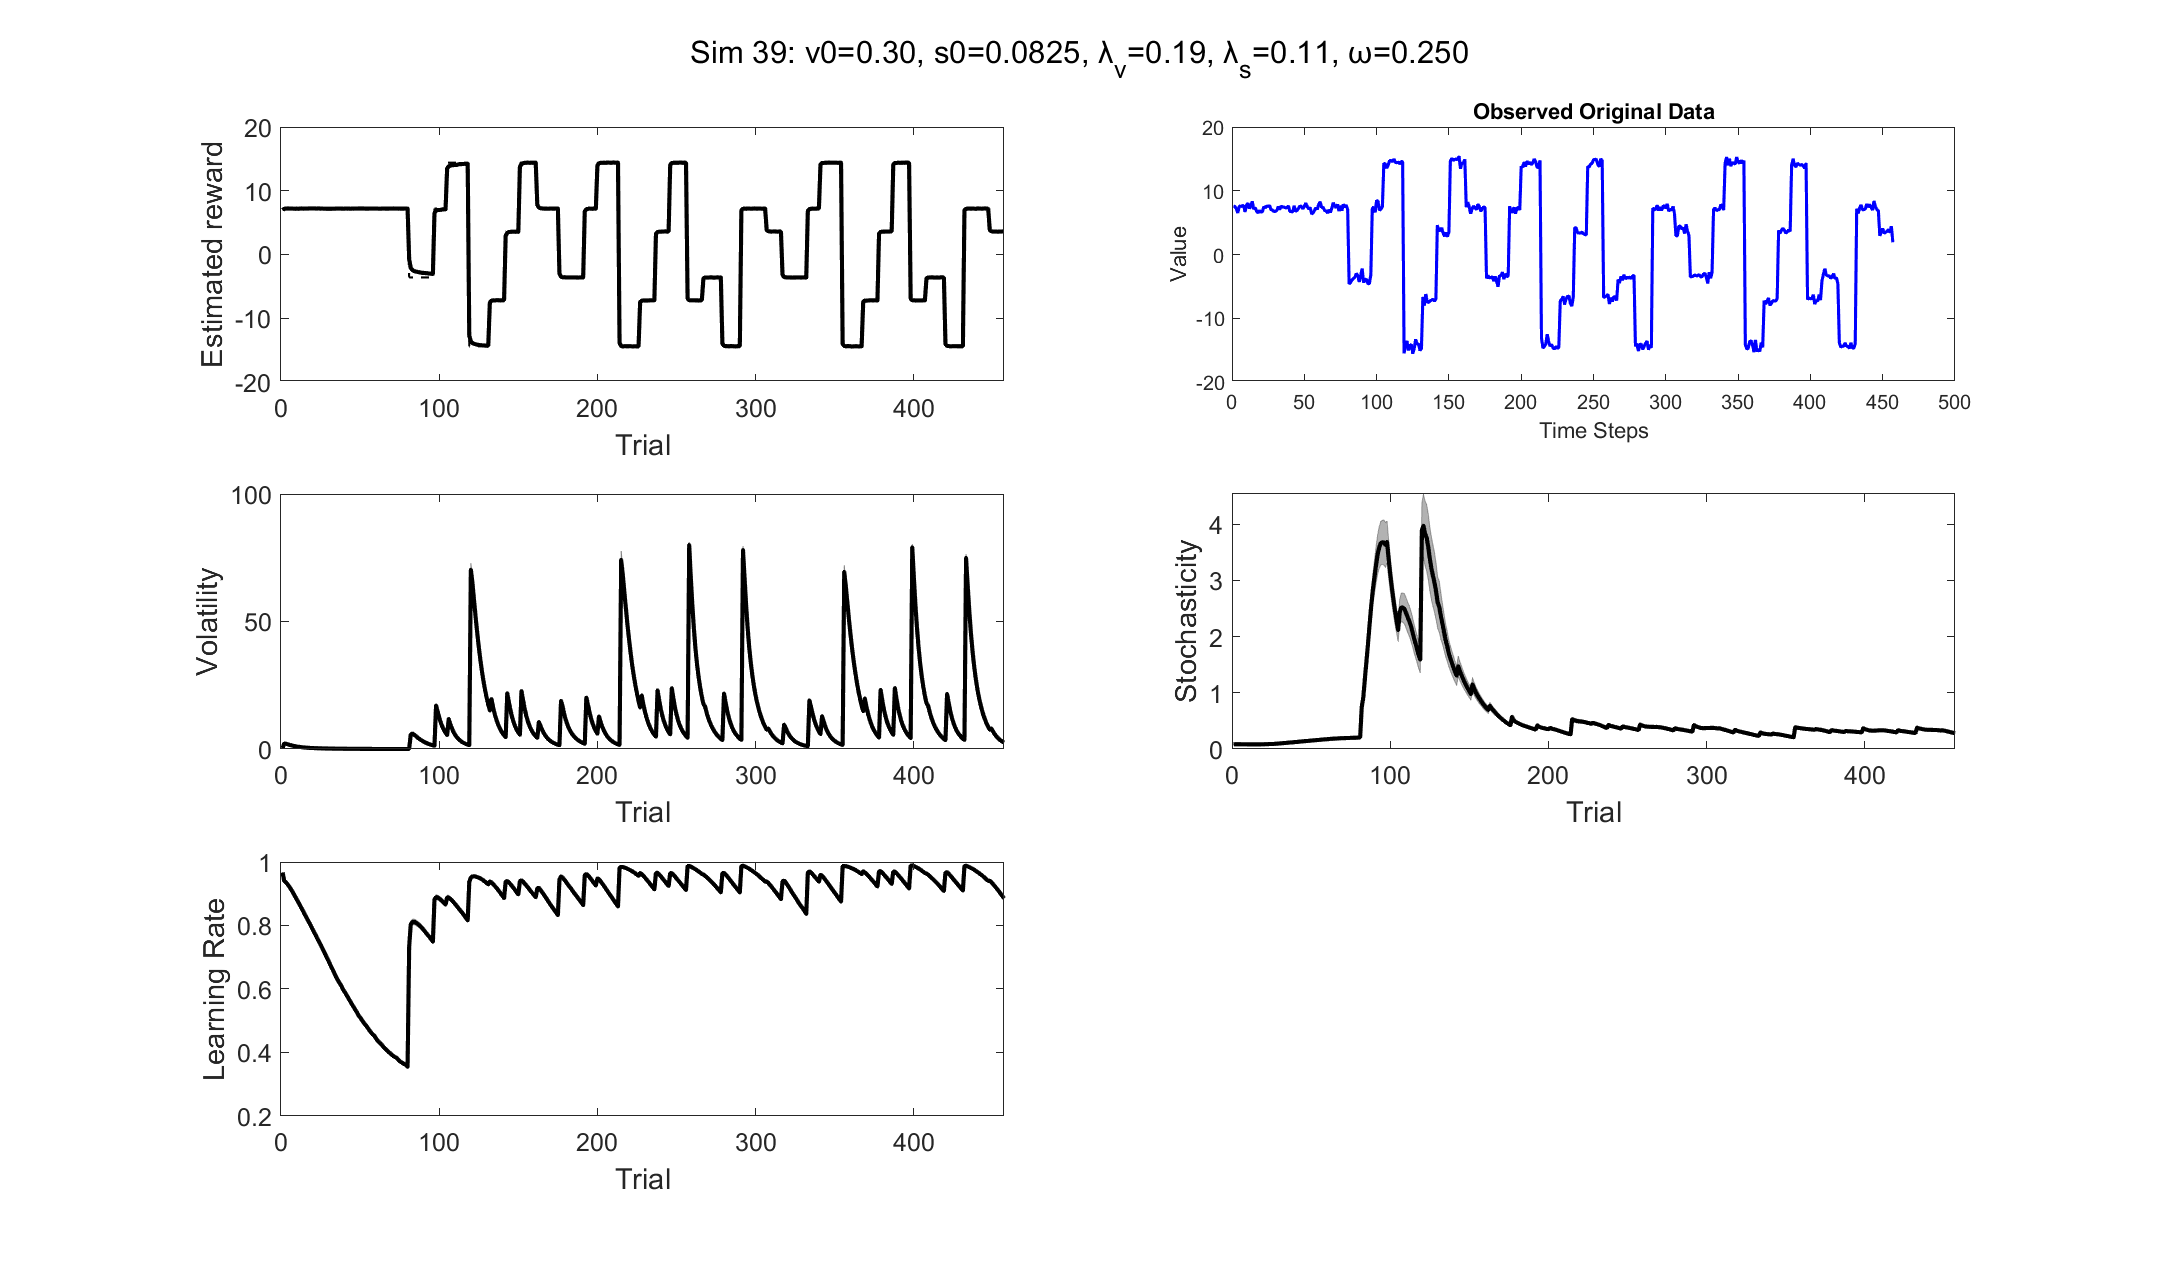 Sim 39: v0=0.30, s0=0.0825, λ_v=0.19, λ_s=0.11, ω=0.250
Estimated reward
20
10
0
-10
-20
0 100 200 300 400
Trial
Observed Original Data
Value
20
10
0
-10
-20
0 50 100 150 200 250 300 350 400 450 500
Time Steps
Volatility
100
50
0
0 100 200 300 400
Trial
Stochasticity
4
3
2
1
0
0 100 200 300 400
Trial
Learning Rate
1
0.8
0.6
0.4
0.2
0 100 200 300 400
Trial